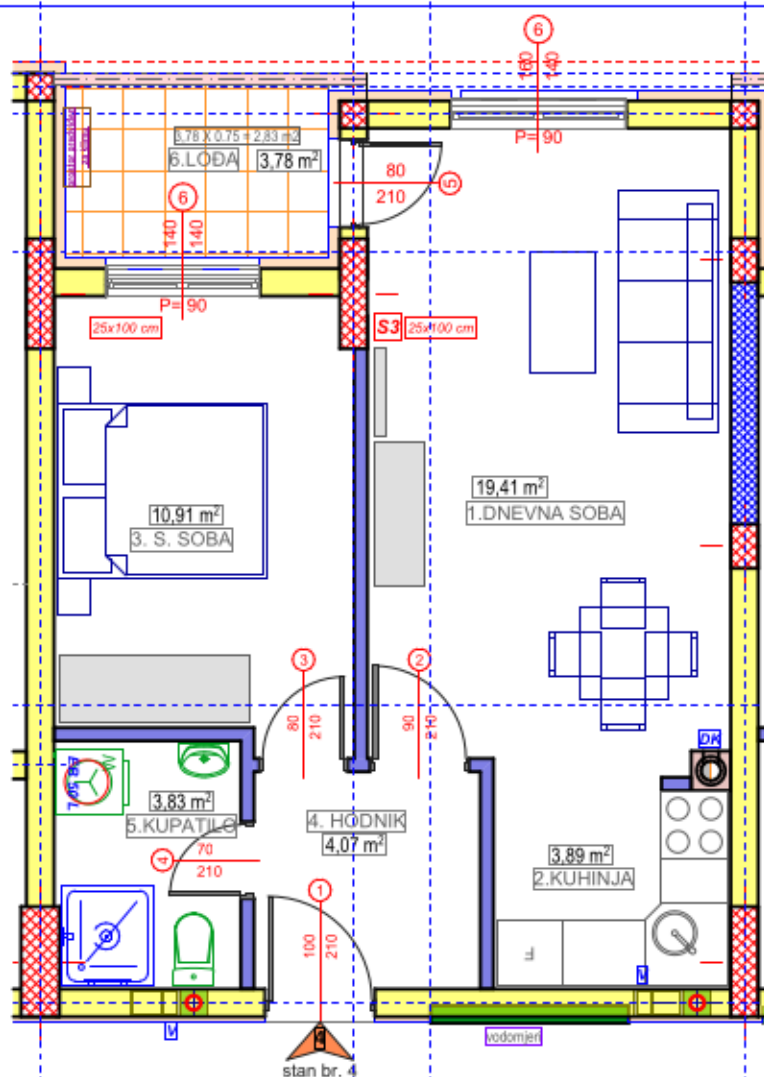 6
160
140
P= 90
3,78 X 0.75 = 2,83 m²
6.LOĐA 3,78 m²
80
210
5
6
140
140
P= 90
25x100 cm
S3 25x100 cm
19,41 m²
1.DNEVNA SOBA
10,91 m²
3. S. SOBA
3
80
210
2
90
210
DK
3,83 m²
5.KUPATILO
4. HODNIK
4,07 m²
3,89 m²
2.KUHINJA
70
210
4
1
100
210
V
V
vodomjeri
stan br. 4